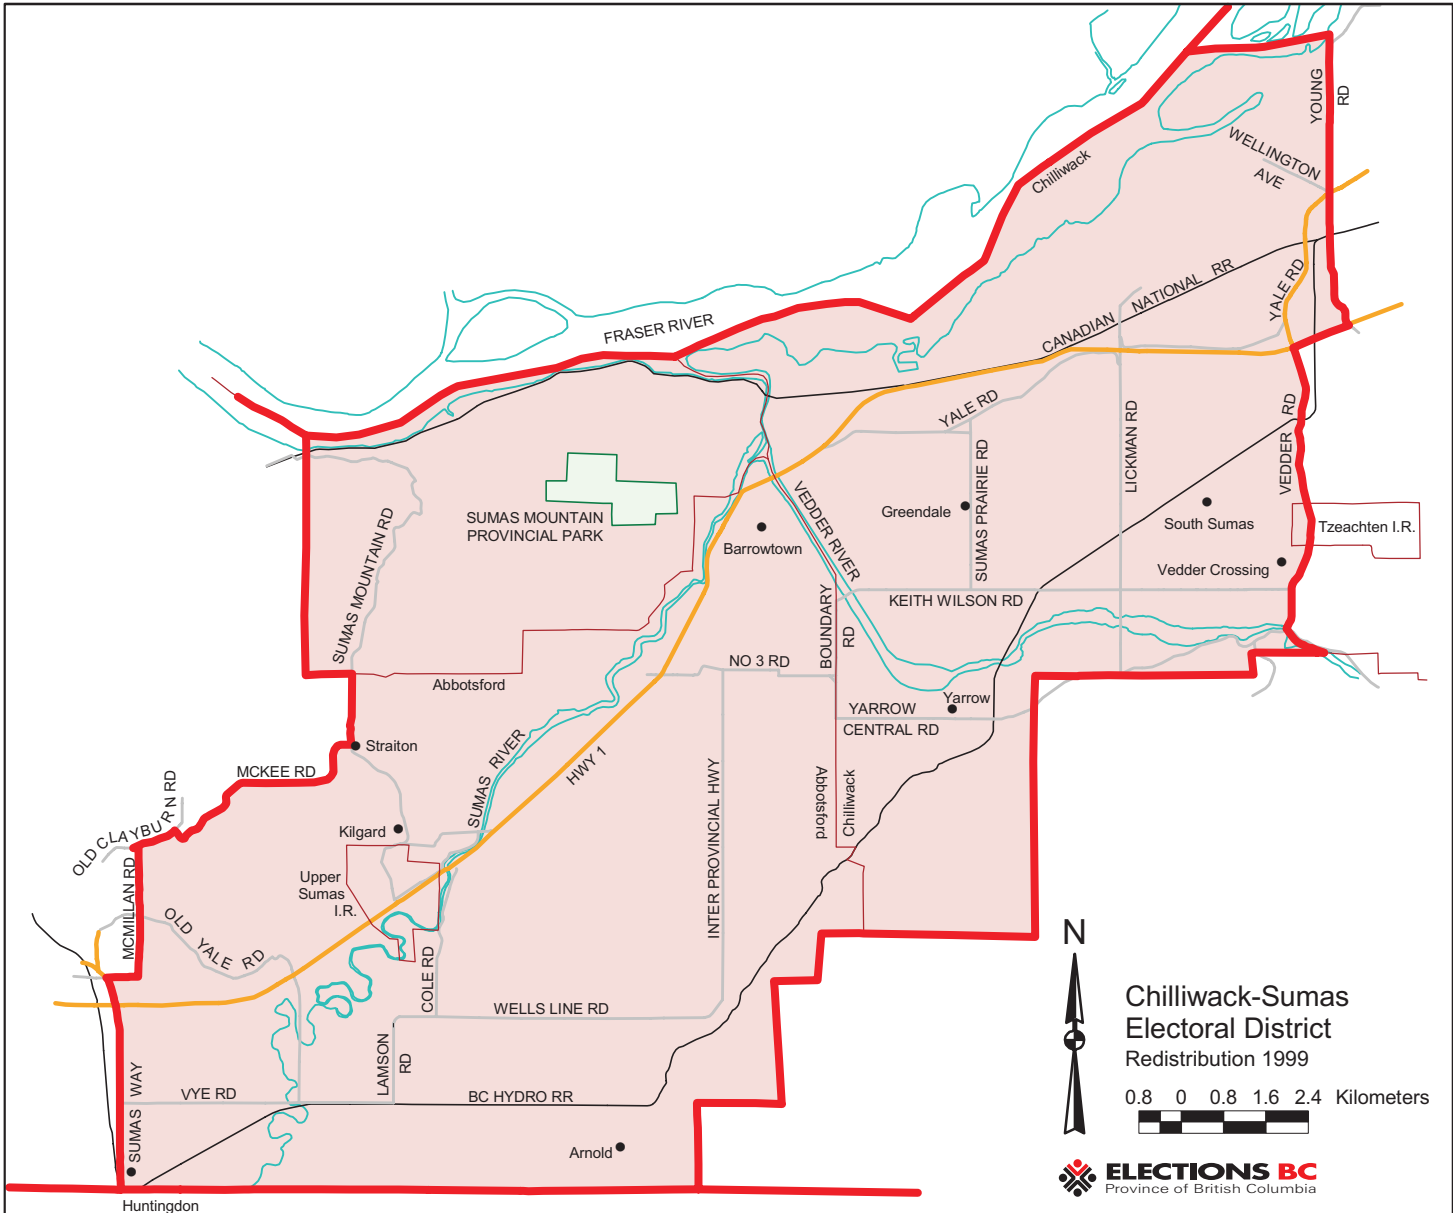 YOUNG
RD
WELLINGTON
AVE
Chilliwack
FRASER RIVER
CANADIAN NATIONAL RR
YALE RD
YALE RD
LICKMAN RD
VEDDER RD
SUMAS PRAIRIE RD
Greendale
South Sumas
Tzeachten I.R.
Vedder Crossing
SUMAS MOUNTAIN
PROVINCIAL PARK
SUMAS MOUNTAIN RD
Barrowtown
VEDDER RIVER
KEITH WILSON RD
BOUNDARY
RD
NO 3 RD
Abbotsford
Yarrow
YARROW
CENTRAL RD
Straiton
MCKEE RD
SUMAS RIVER
HWY 1
OLD CLAYBURN RD
Abbotsford
Chilliwack
INTER PROVINCIAL HWY
Kilgard
Upper
Sumas
I.R.
MCMILLAN RD
OLD YALE RD
COLE RD
WELLS LINE RD
LAMSON
RD
VYE RD
BC HYDRO RR
SUMAS WAY
Arnold
Huntingdon
N
Chilliwack-Sumas
Electoral District
Redistribution 1999
0.8 0 0.8 1.6 2.4 Kilometers
ELECTIONS BC
Province of British Columbia